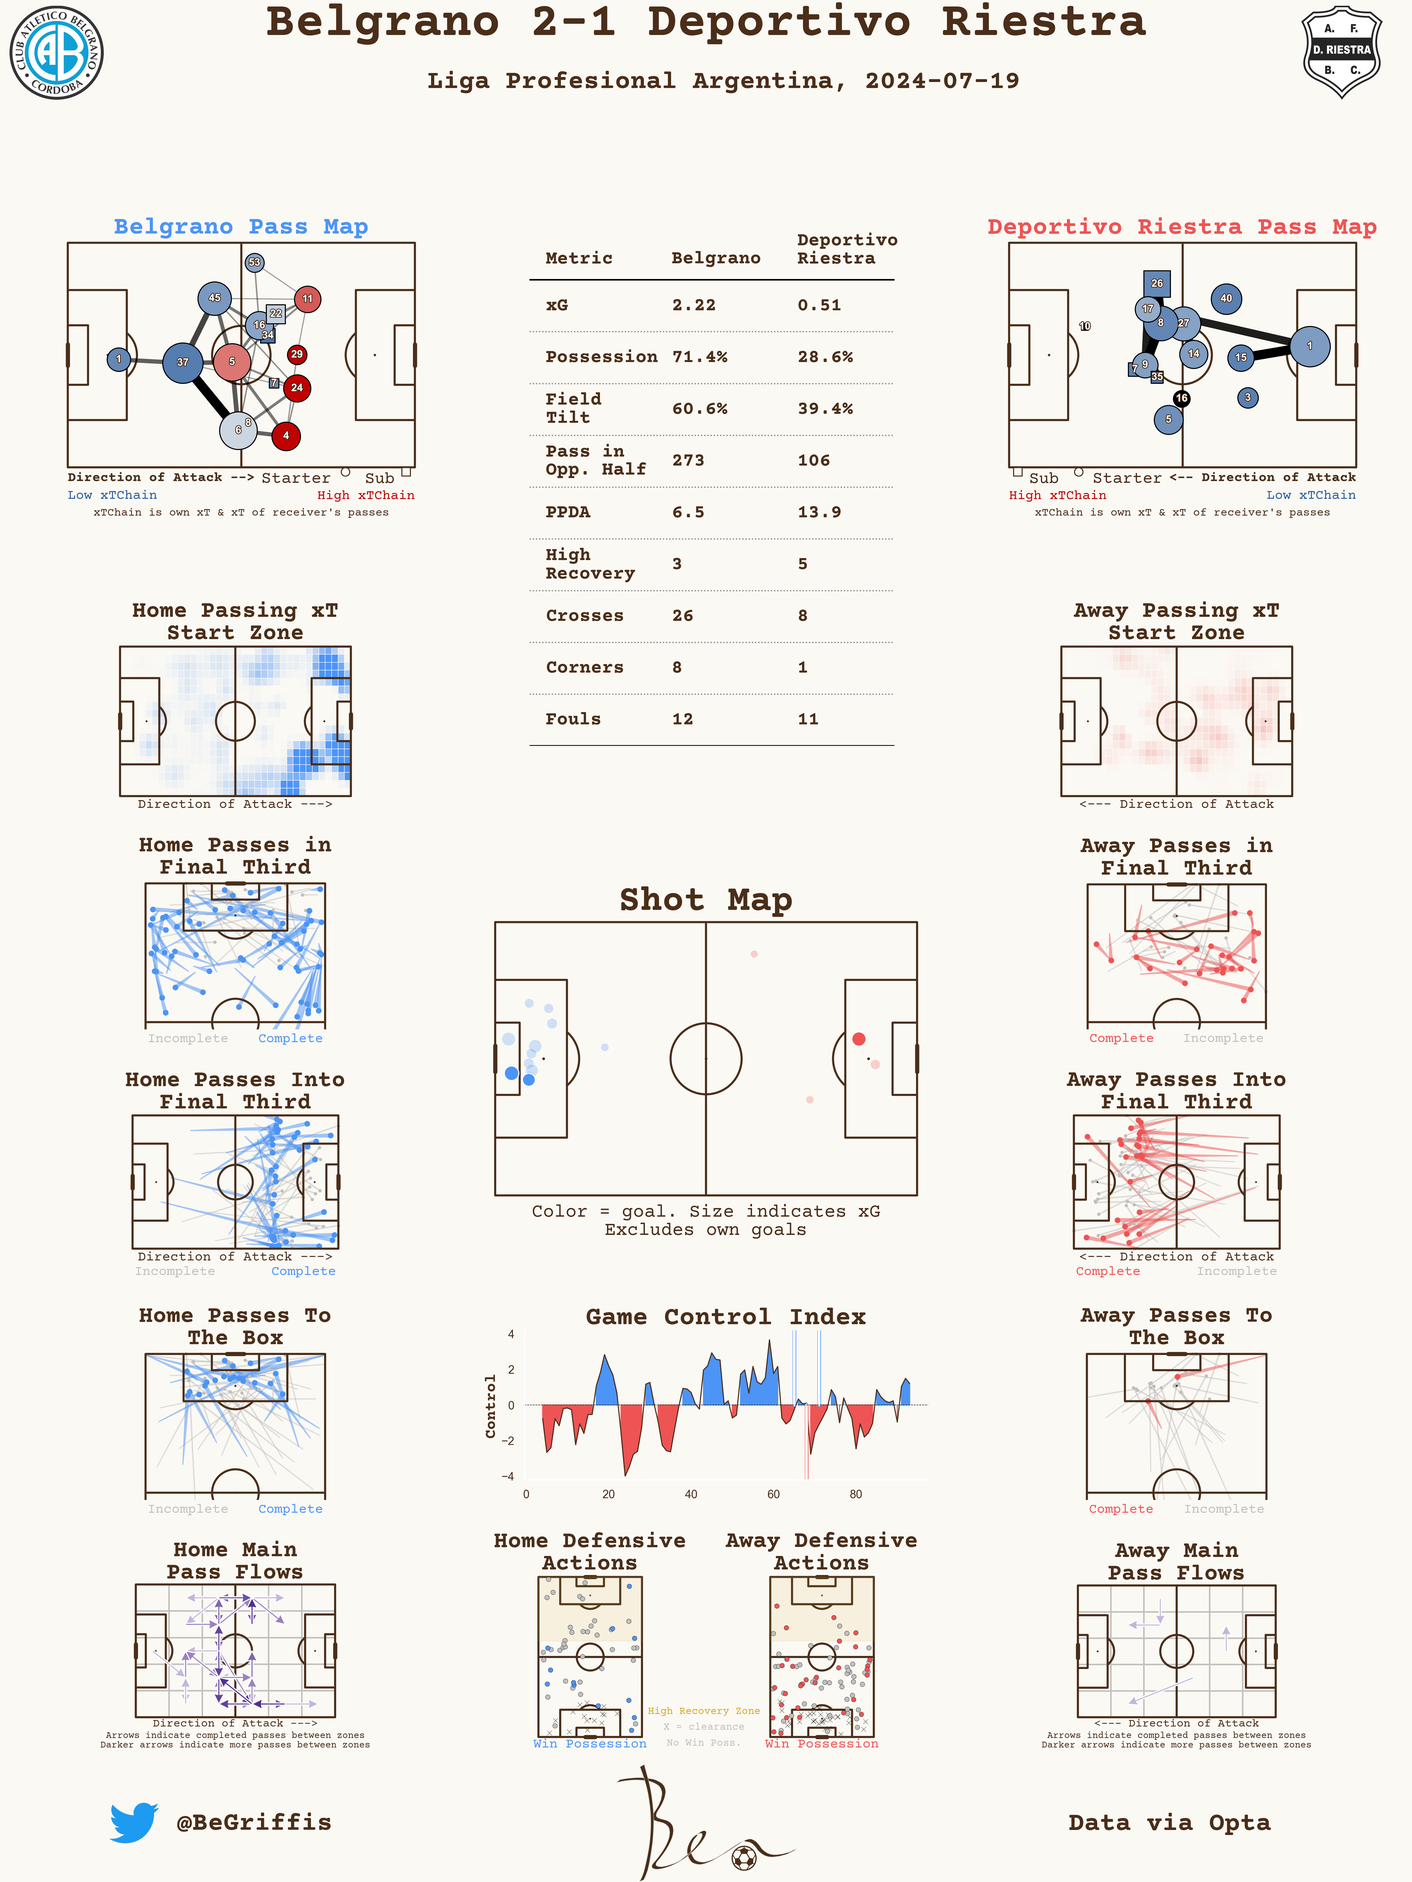 Belgrano 2-1 Deportivo Riestra
Liga Profesional Argentina, 2024-07-19
CLUB ATLETICO BELGRANO
CORDOBA
A. F.
D. RIESTRA
B. C.
Belgrano Pass Map
53
45
11
22
16
34
1
37
5
29
7
24
8
6
4
Direction of Attack --> Starter Sub
Low xTChain High xTChain
xTChain is own xT & xT of receiver's passes
Metric Belgrano Deportivo Riestra
xG 2.22 0.51
Possession 71.4% 28.6%
Field Tilt 60.6% 39.4%
Pass in Opp. Half 273 106
PPDA 6.5 13.9
High Recovery 3 5
Crosses 26 8
Corners 8 1
Fouls 12 11
Deportivo Riestra Pass Map
26
40
17
8
27
10
1
14
15
9
7
35
16
3
5
Sub Starter <-- Direction of Attack
High xTChain Low xTChain
xTChain is own xT & xT of receiver's passes
Home Passing xT
Start Zone
Direction of Attack --->
Away Passing xT
Start Zone
<--- Direction of Attack
Home Passes in
Final Third
Incomplete Complete
Away Passes in
Final Third
Complete Incomplete
Shot Map
Color = goal. Size indicates xG
Excludes own goals
Home Passes Into
Final Third
Direction of Attack --->
Incomplete Complete
Away Passes Into
Final Third
<--- Direction of Attack
Complete Incomplete
Home Passes To
The Box
Incomplete Complete
Game Control Index
Control
4
2
0
−2
−4
0 20 40 60 80
Away Passes To
The Box
Complete Incomplete
Home Main
Pass Flows
Direction of Attack --->
Arrows indicate completed passes between zones
Darker arrows indicate more passes between zones
Home Defensive
Actions
Win Possession
High Recovery Zone
X = clearance
No Win Poss.
Away Defensive
Actions
Win Possession
Away Main
Pass Flows
<--- Direction of Attack
Arrows indicate completed passes between zones
Darker arrows indicate more passes between zones
@BeGriffis
Ben
Data via Opta